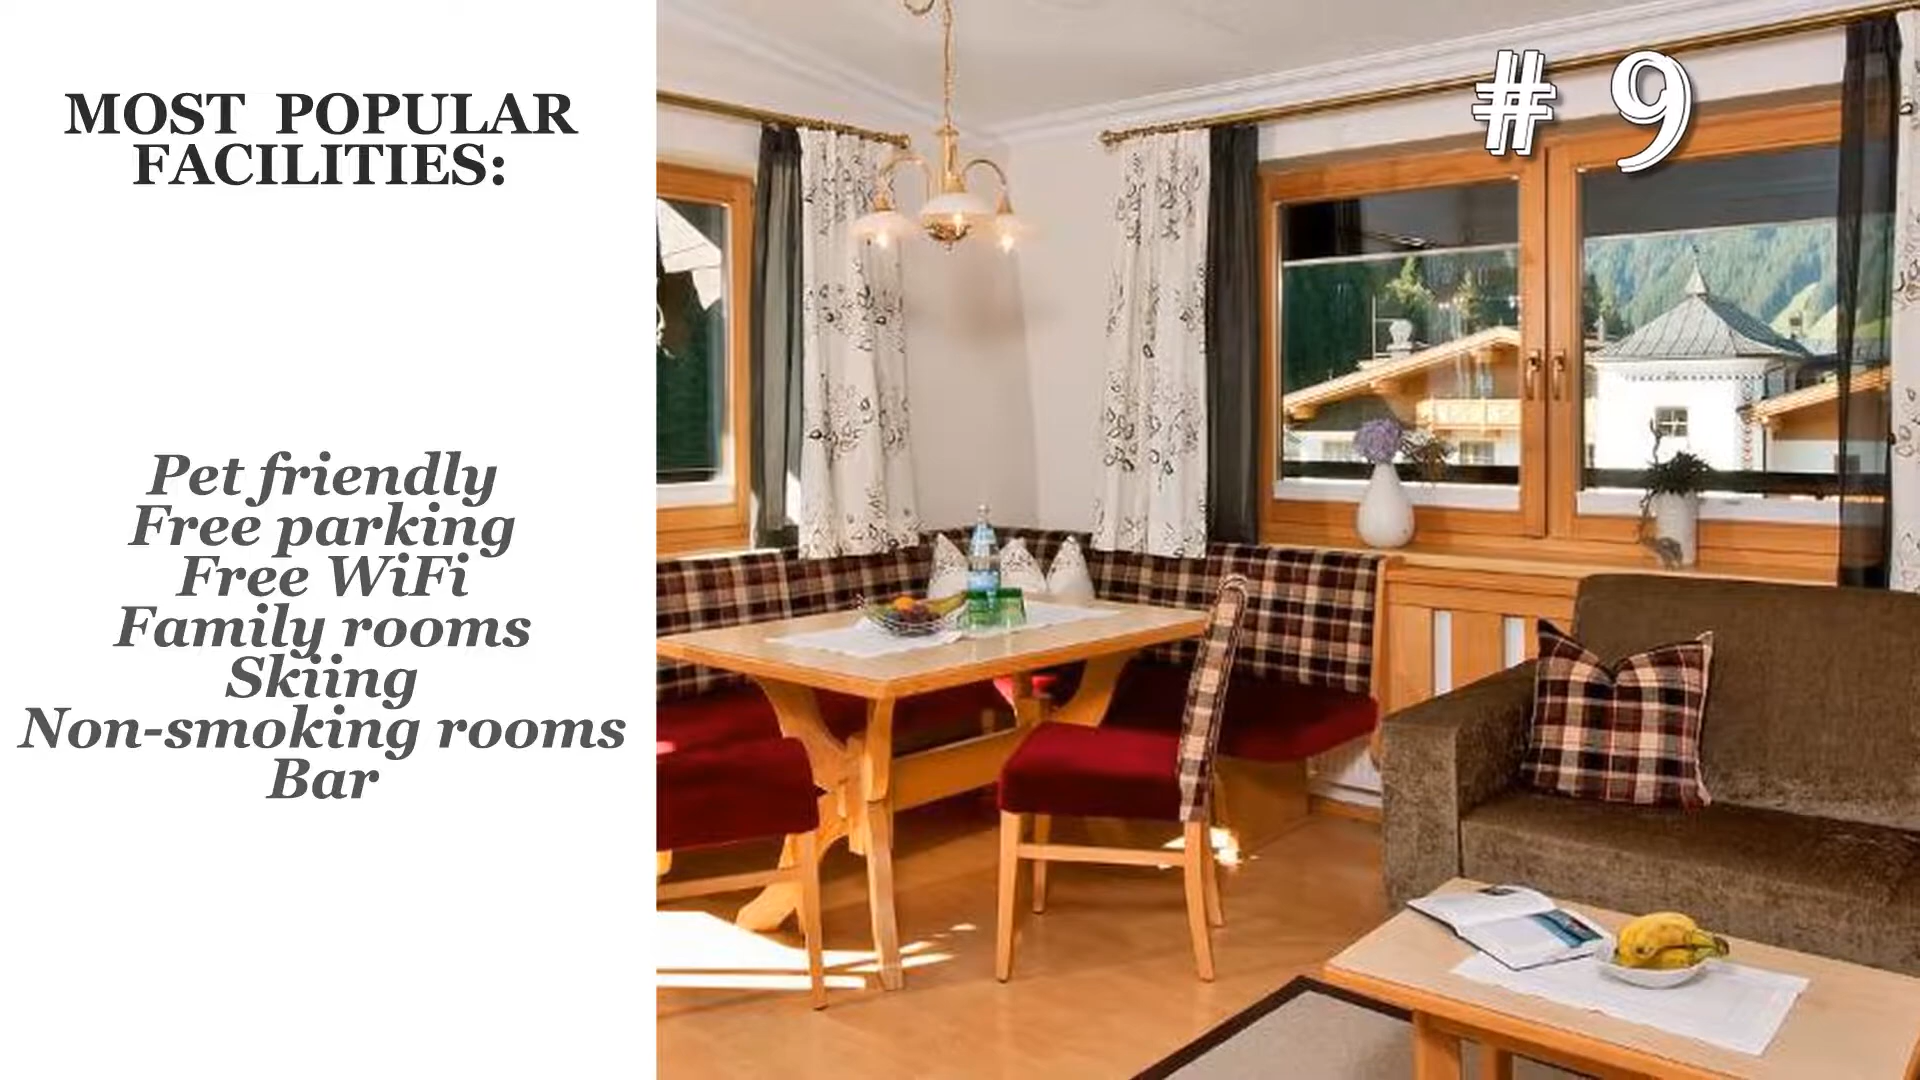 MOST POPULAR
FACILITIES:
# 9
Pet friendly
Free parking
Free WiFi
Family rooms
Skiing
Non-smoking rooms
Bar